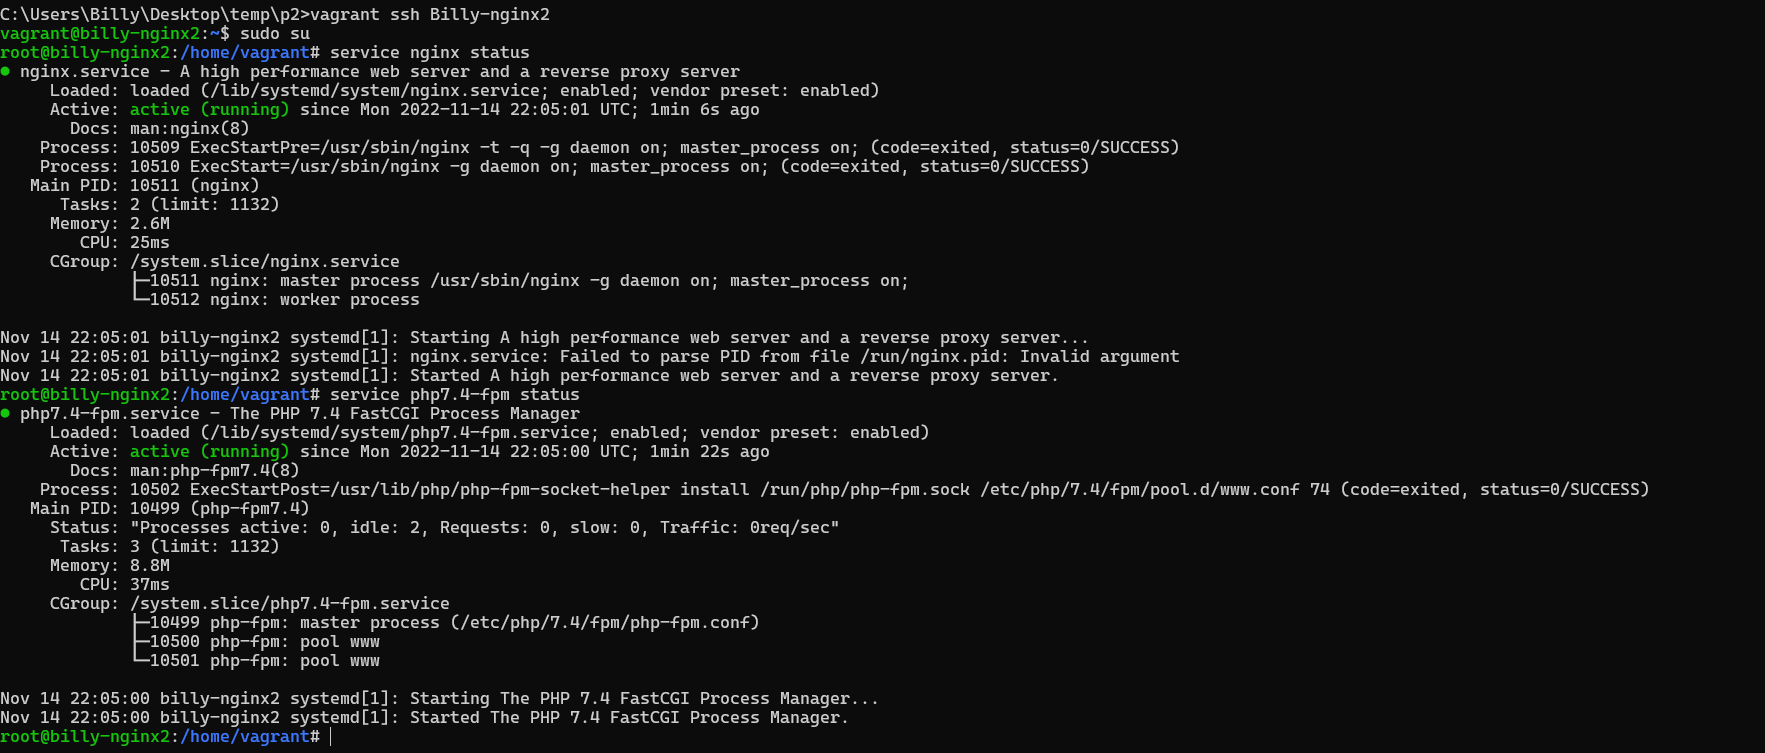 C:\Users\Billy\Desktop\temp\p2>vagrant ssh Billy-nginx2
vagrant@billy-nginx2:~$ sudo su
root@billy-nginx2:/home/vagrant# service nginx status
● nginx.service - A high performance web server and a reverse proxy server
     Loaded: loaded (/lib/systemd/system/nginx.service; enabled; vendor preset: enabled)
     Active: active (running) since Mon 2022-11-14 22:05:01 UTC; 1min 6s ago
       Docs: man:nginx(8)
    Process: 10509 ExecStartPre=/usr/sbin/nginx -t -q -g daemon on; master_process on; (code=exited, status=0/SUCCESS)
    Process: 10510 ExecStart=/usr/sbin/nginx -g daemon on; master_process on; (code=exited, status=0/SUCCESS)
   Main PID: 10511 (nginx)
      Tasks: 2 (limit: 1132)
     Memory: 2.6M
        CPU: 25ms
     CGroup: /system.slice/nginx.service
             ├─10511 nginx: master process /usr/sbin/nginx -g daemon on; master_process on;
             └─10512 nginx: worker process

Nov 14 22:05:01 billy-nginx2 systemd[1]: Starting A high performance web server and a reverse proxy server...
Nov 14 22:05:01 billy-nginx2 systemd[1]: nginx.service: Failed to parse PID from file /run/nginx.pid: Invalid argument
Nov 14 22:05:01 billy-nginx2 systemd[1]: Started A high performance web server and a reverse proxy server.
root@billy-nginx2:/home/vagrant# service php7.4-fpm status
● php7.4-fpm.service - The PHP 7.4 FastCGI Process Manager
     Loaded: loaded (/lib/systemd/system/php7.4-fpm.service; enabled; vendor preset: enabled)
     Active: active (running) since Mon 2022-11-14 22:05:00 UTC; 1min 22s ago
       Docs: man:php-fpm7.4(8)
    Process: 10502 ExecStartPost=/usr/lib/php/php-fpm-socket-helper install /run/php/php-fpm.sock /etc/php/7.4/fpm/pool.d/www.conf 74 (code=exited, status=0/SUCCESS)
   Main PID: 10499 (php-fpm7.4)
     Status: "Processes active: 0, idle: 2, Requests: 0, slow: 0, Traffic: 0req/sec"
      Tasks: 3 (limit: 1132)
     Memory: 8.8M
        CPU: 37ms
     CGroup: /system.slice/php7.4-fpm.service
             ├─10499 php-fpm: master process (/etc/php/7.4/fpm/php-fpm.conf)
             ├─10500 php-fpm: pool www
             └─10501 php-fpm: pool www

Nov 14 22:05:00 billy-nginx2 systemd[1]: Starting The PHP 7.4 FastCGI Process Manager...
Nov 14 22:05:00 billy-nginx2 systemd[1]: Started The PHP 7.4 FastCGI Process Manager.
root@billy-nginx2:/home/vagrant#